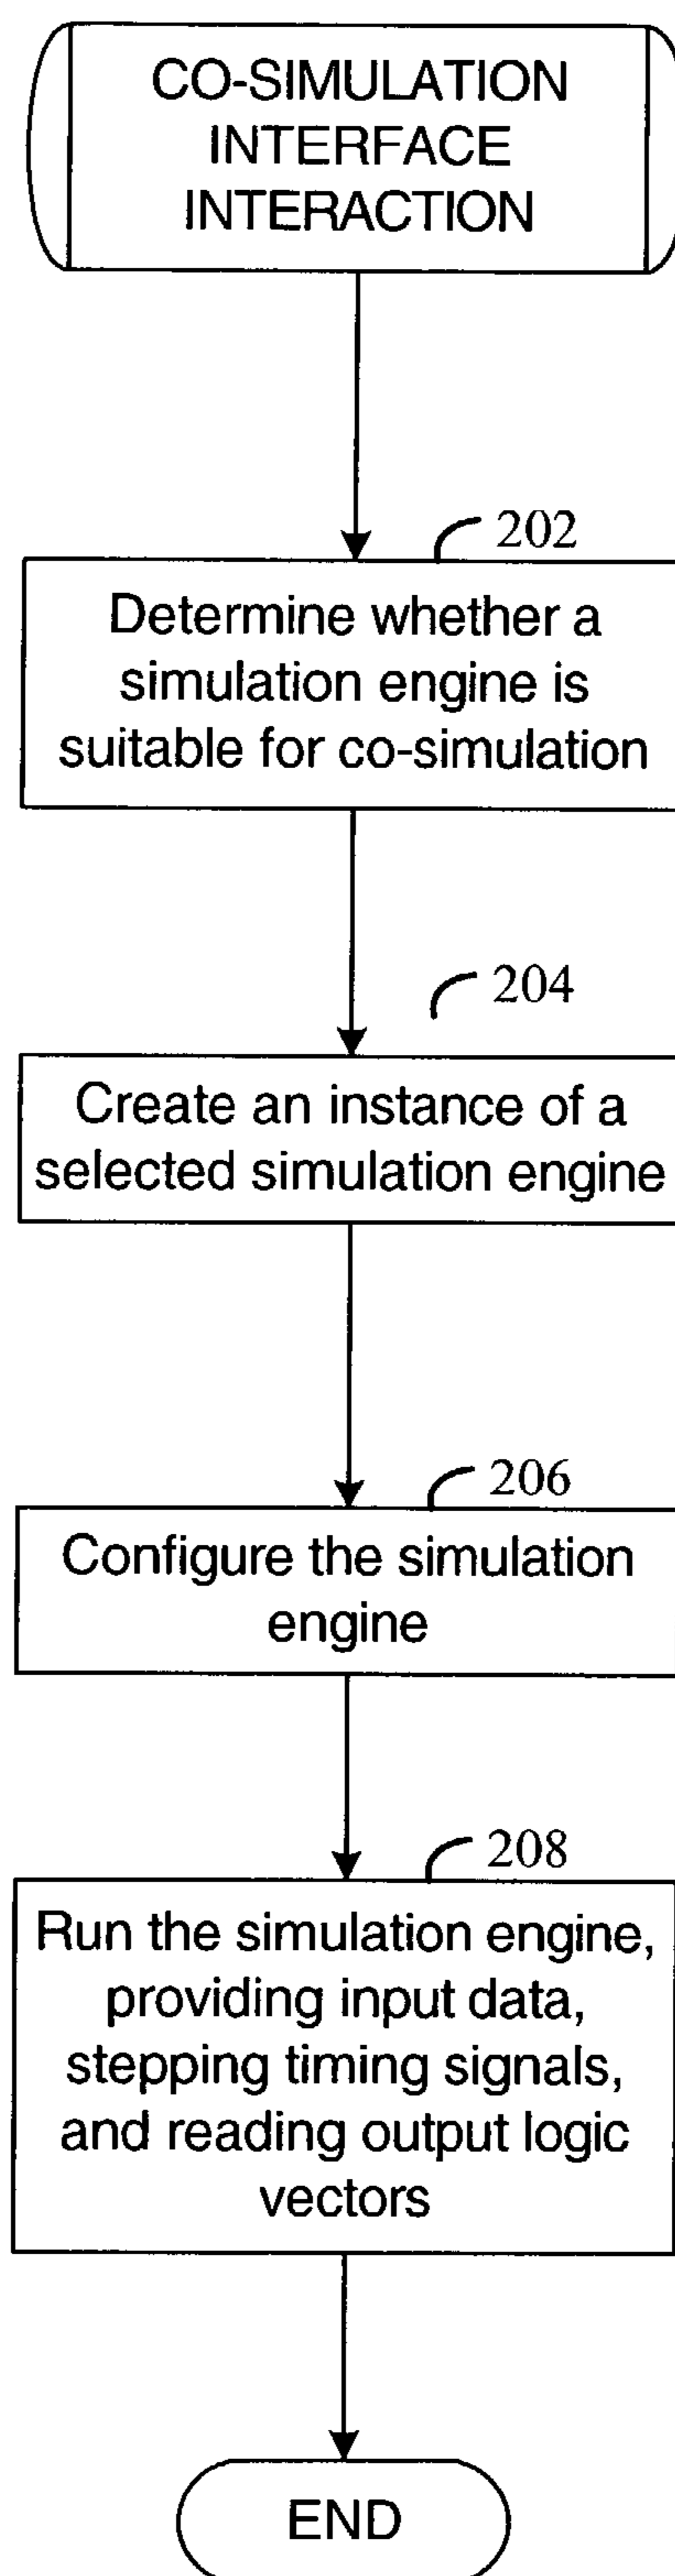 CO-SIMULATION
INTERFACE
INTERACTION
202
Determine whether a
simulation engine is
suitable for co-simulation
204
Create an instance of a
selected simulation engine
206
Configure the simulation
engine
208
Run the simulation engine,
providing input data,
stepping timing signals,
and reading output logic
vectors
END